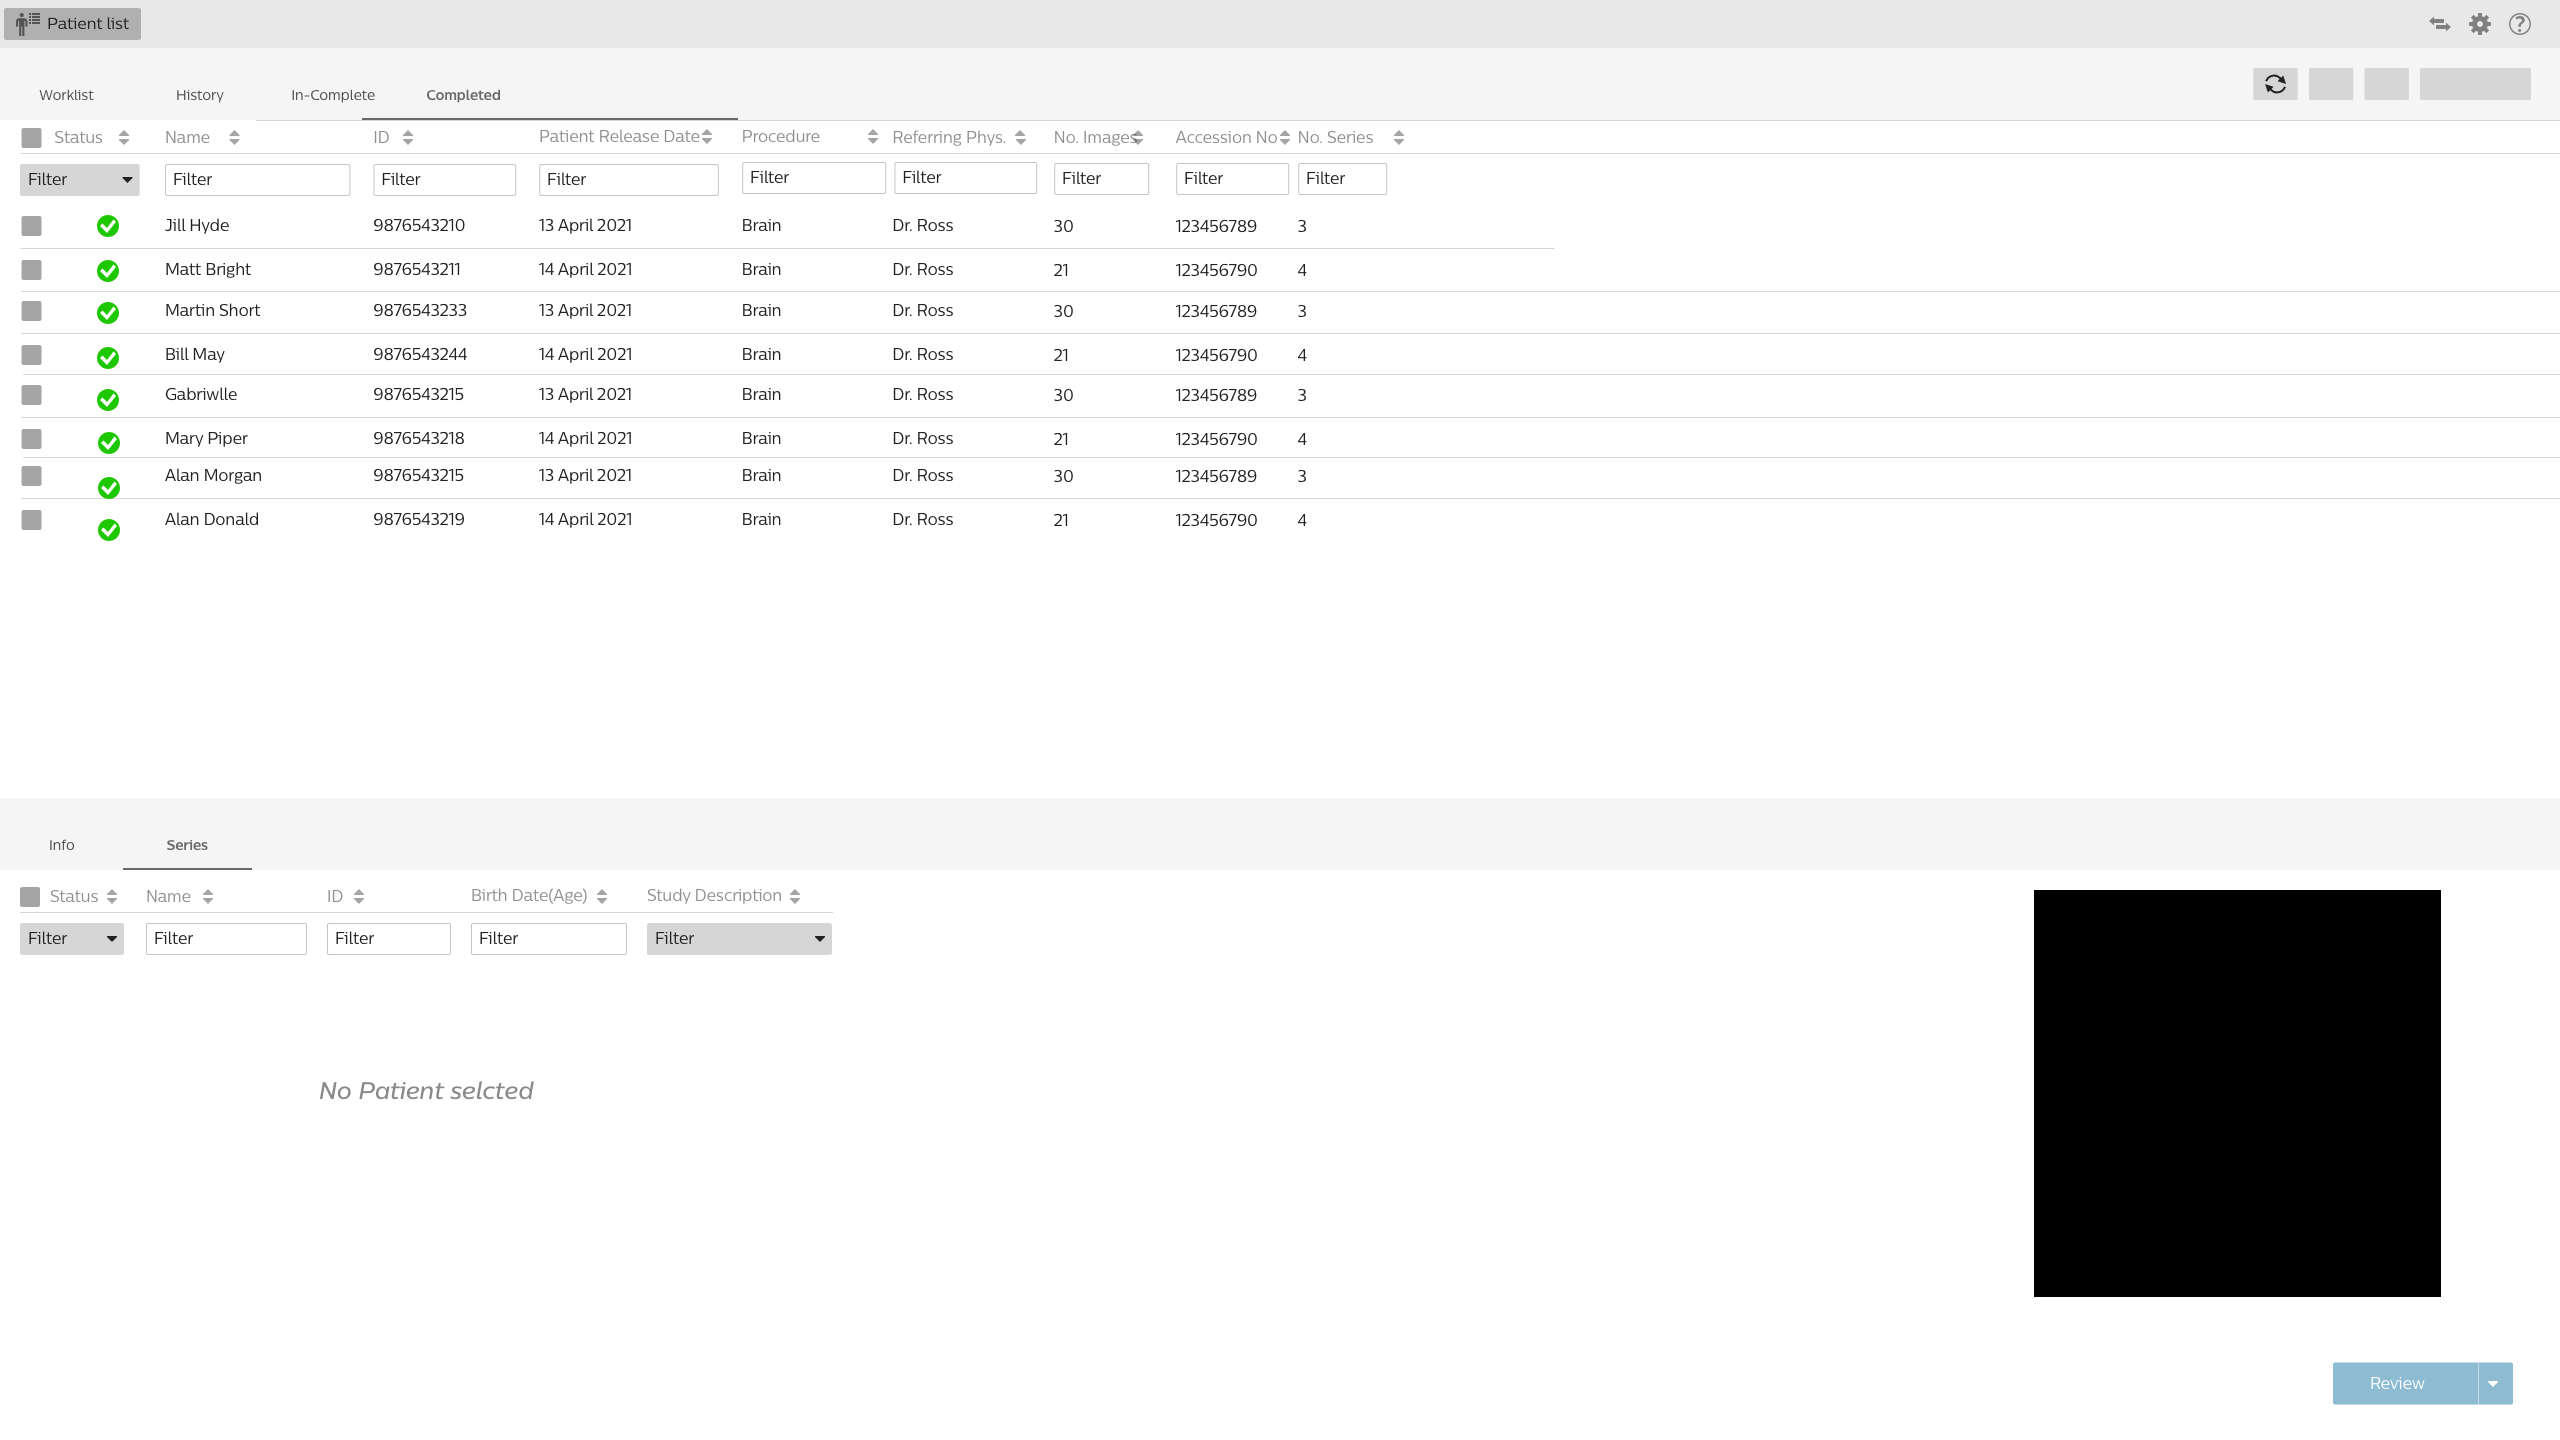 Patient list
Worklist History In-Complete Completed
Status Name ID Patient Release Date Procedure Referring Phys. No. Images Accession No No. Series
Filter Filter Filter Filter Filter Filter Filter Filter Filter
Jill Hyde 9876543210 13 April 2021 Brain Dr. Ross 30 123456789 3
Matt Bright 9876543211 14 April 2021 Brain Dr. Ross 21 123456790 4
Martin Short 9876543233 13 April 2021 Brain Dr. Ross 30 123456789 3
Bill May 9876543244 14 April 2021 Brain Dr. Ross 21 123456790 4
Gabriwlle 9876543215 13 April 2021 Brain Dr. Ross 30 123456789 3
Mary Piper 9876543218 14 April 2021 Brain Dr. Ross 21 123456790 4
Alan Morgan 9876543215 13 April 2021 Brain Dr. Ross 30 123456789 3
Alan Donald 9876543219 14 April 2021 Brain Dr. Ross 21 123456790 4
Info Series
Status Name ID Birth Date(Age) Study Description
Filter Filter Filter Filter Filter
No Patient selcted
Review